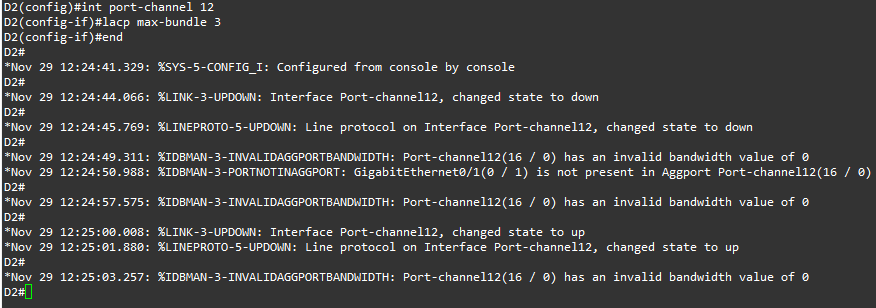 D2(config)#int port-channel 12
D2(config-if)#lacp max-bundle 3
D2(config-if)#end
D2#
*Nov 29 12:24:41.329: %SYS-5-CONFIG_I: Configured from console by console
D2#
*Nov 29 12:24:44.066: %LINK-3-UPDOWN: Interface Port-channel12, changed state to down
D2#
*Nov 29 12:24:45.769: %LINEPROTO-5-UPDOWN: Line protocol on Interface Port-channel12, changed state to down
D2#
*Nov 29 12:24:49.311: %IDBMAN-3-INVALIDAGGPORTBANDWIDTH: Port-channel12(16 / 0) has an invalid bandwidth value of 0
*Nov 29 12:24:50.988: %IDBMAN-3-PORTNOTINAGGPORT: GigabitEthernet0/1(0 / 1) is not present in Aggport Port-channel12(16 / 0)
D2#
*Nov 29 12:24:57.575: %IDBMAN-3-INVALIDAGGPORTBANDWIDTH: Port-channel12(16 / 0) has an invalid bandwidth value of 0
D2#
*Nov 29 12:25:00.008: %LINK-3-UPDOWN: Interface Port-channel12, changed state to up
*Nov 29 12:25:01.880: %LINEPROTO-5-UPDOWN: Line protocol on Interface Port-channel12, changed state to up
D2#
*Nov 29 12:25:03.257: %IDBMAN-3-INVALIDAGGPORTBANDWIDTH: Port-channel12(16 / 0) has an invalid bandwidth value of 0
D2#